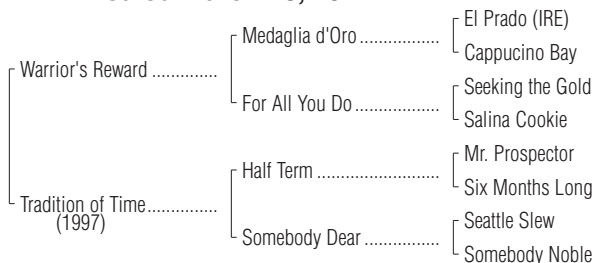 El Prado (IRE)
Medaglia d'Oro ..................
Cappucino Bay
Warrior's Reward .............
Seeking the Gold
For All You Do ...................
Salina Cookie
Mr. Prospector
Half Term ..........................
Six Months Long
Tradition of Time...............
(1997)
Seattle Slew
Somebody Dear .................
Somebody Noble